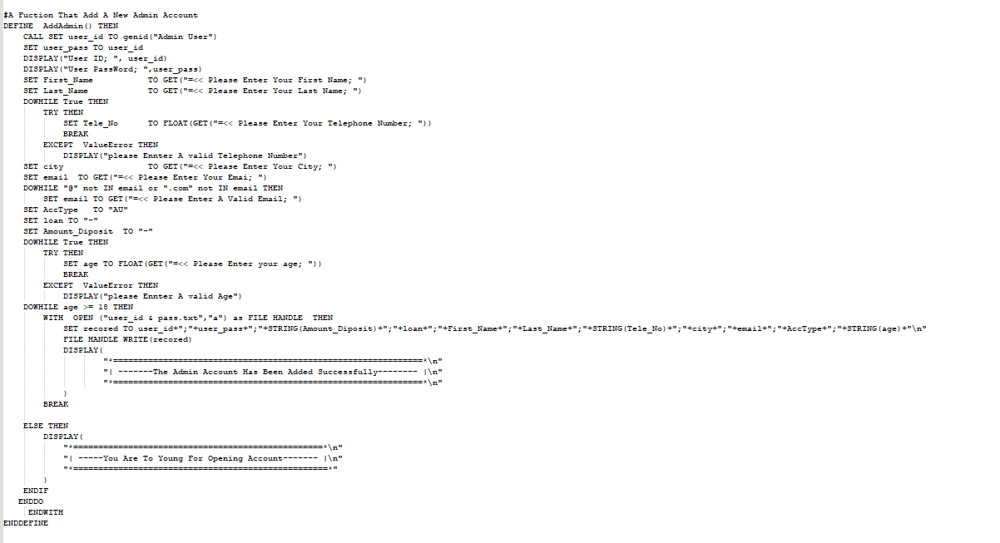 #A Fuction That Add A New Admin Account
DEFINE  AddAdmin() THEN
    CALL SET user_id TO genid("Admin User")
    SET user_pass TO user_id
    DISPLAY("User ID; ", user_id)
    DISPLAY("User PassWord; ",user_pass)
    SET First_Name           TO GET("=<< Please Enter Your First Name; ")
    SET Last_Name            TO GET("=<< Please Enter Your Last Name; ")
    DOWHILE True THEN
        TRY THEN
            SET Tele_No      TO FLOAT(GET("=<< Please Enter Your Telephone Number; "))
            BREAK
        EXCEPT  ValueError THEN
            DISPLAY("please Ennter A valid Telephone Number")
    SET city                 TO GET("=<< Please Enter Your City; ")
    SET email  TO GET("=<< Please Enter Your Emai; ")
    DOWHILE "@" not IN email or ".com" not IN email THEN
        SET email TO GET("=<< Please Enter A Valid Email; ")
    SET AccType   TO "AU"
    SET loan TO "-"
    SET Amount_Diposit  TO "-"
    DOWHILE True THEN
        TRY THEN
            SET age TO FLOAT(GET("=<< Please Enter your age; "))
            BREAK
        EXCEPT  ValueError THEN
            DISPLAY("please Ennter A valid Age")
    DOWHILE age >= 18 THEN
        WITH  OPEN ("user_id & pass.txt","a") as FILE HANDLE  THEN
            SET recored TO user_id+";"+user_pass+";"+STRING(Amount_Diposit)+";"+loan+";"+First_Name+";"+Last_Name+";"+STRING(Tele_No)+";"+city+";"+email+";"+AccType+";"+STRING(age)+"\n"
            FILE HANDLE WRITE(recored)
            DISPLAY(
                    "*==============================================================*\n"
                    "| -------The Admin Account Has Been Added Successfully-------- |\n"
                    "*==============================================================*\n"
            )
        BREAK
    ELSE THEN
        DISPLAY(
            "*==================================================*\n"
            "| -----You Are To Young For Opening Account------- |\n"
            "*===================================================*"
        )
    ENDIF
   ENDDO
     ENDWITH
ENDDEFINE